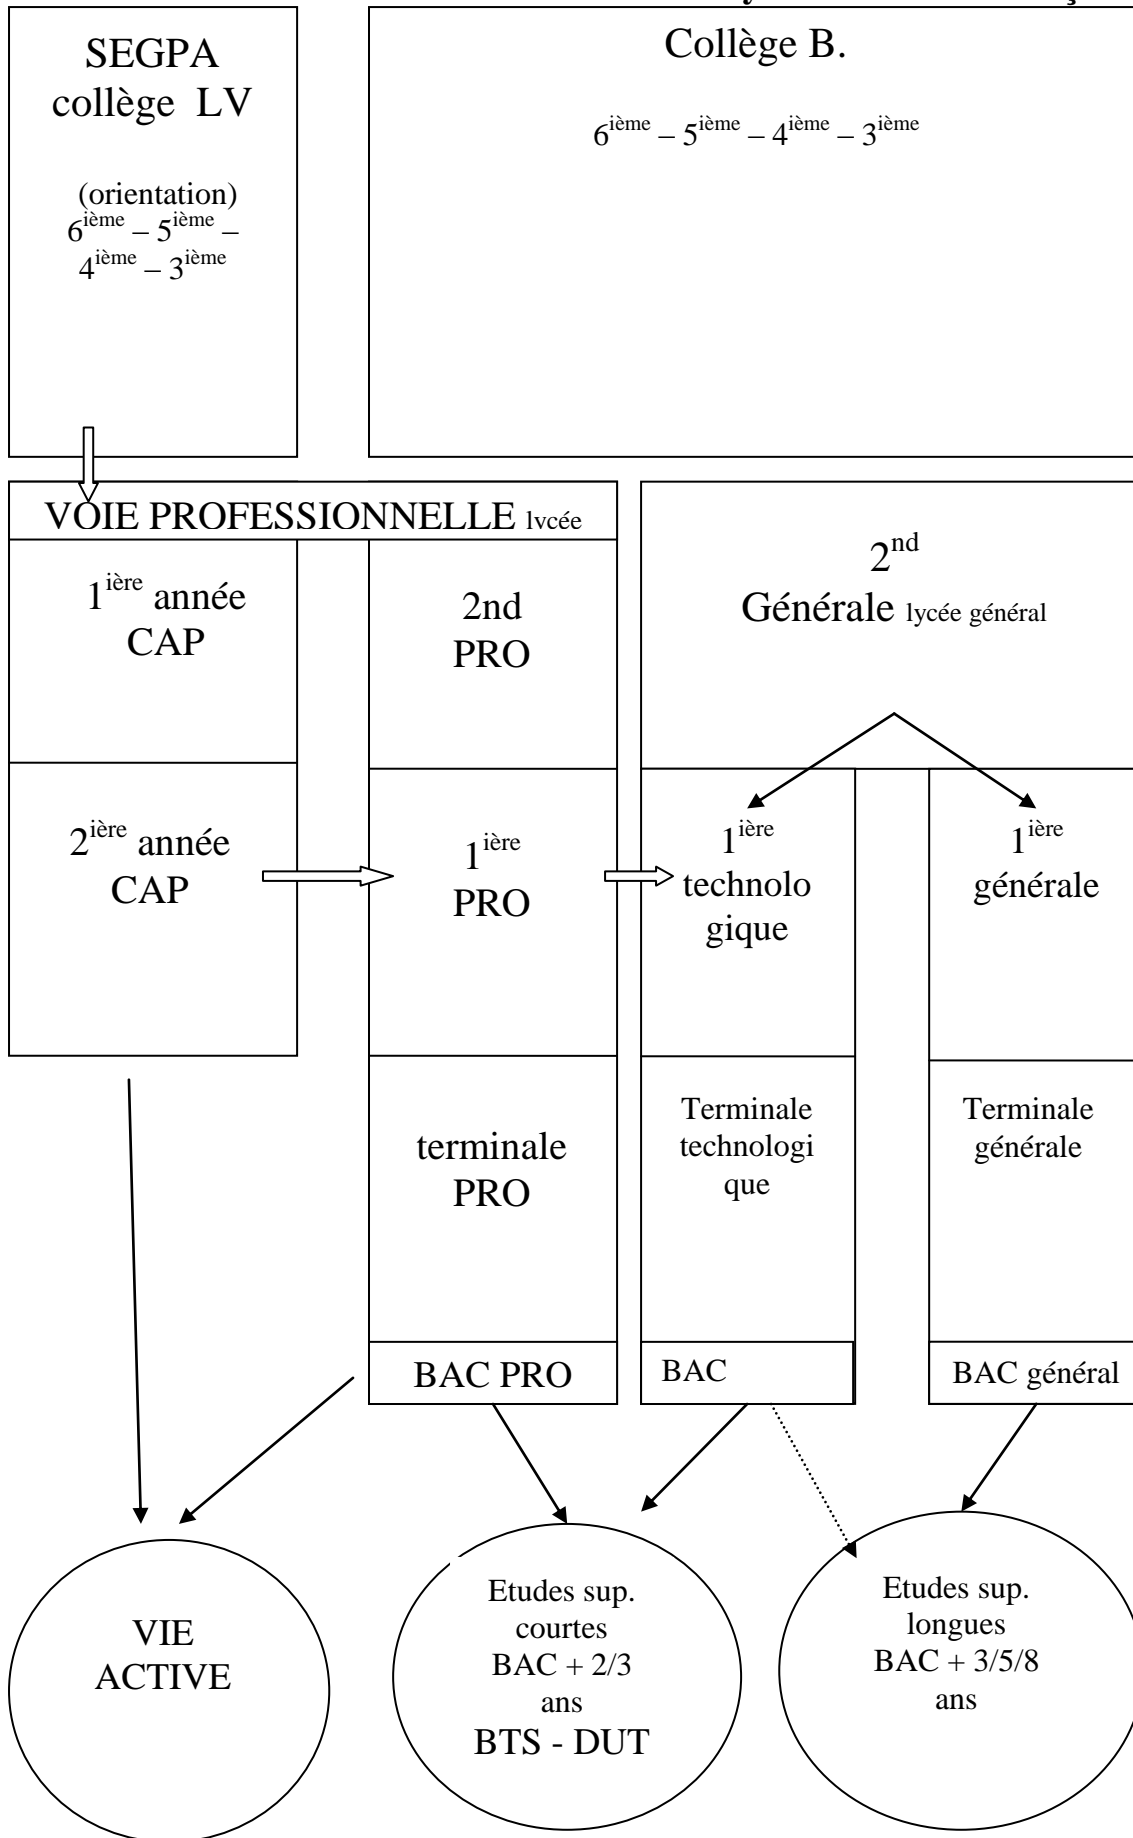 SEGPA
collège LV
(orientation)
6ième – 5ième –
4ième – 3ième
Collège B.
6ième – 5ième – 4ième – 3ième
VOIE PROFESSIONNELLE lycée
1ière année
CAP
2nd
PRO
2nd
Générale lycée général
2ière année
CAP
1ière
PRO
1ière
technolo
gique
1ière
générale
terminale
PRO
Terminale
technologi
que
Terminale
générale
BAC PRO
BAC
BAC général
VIE
ACTIVE
Etudes sup.
courtes
BAC + 2/3
ans
BTS - DUT
Etudes sup.
longues
BAC + 3/5/8
ans